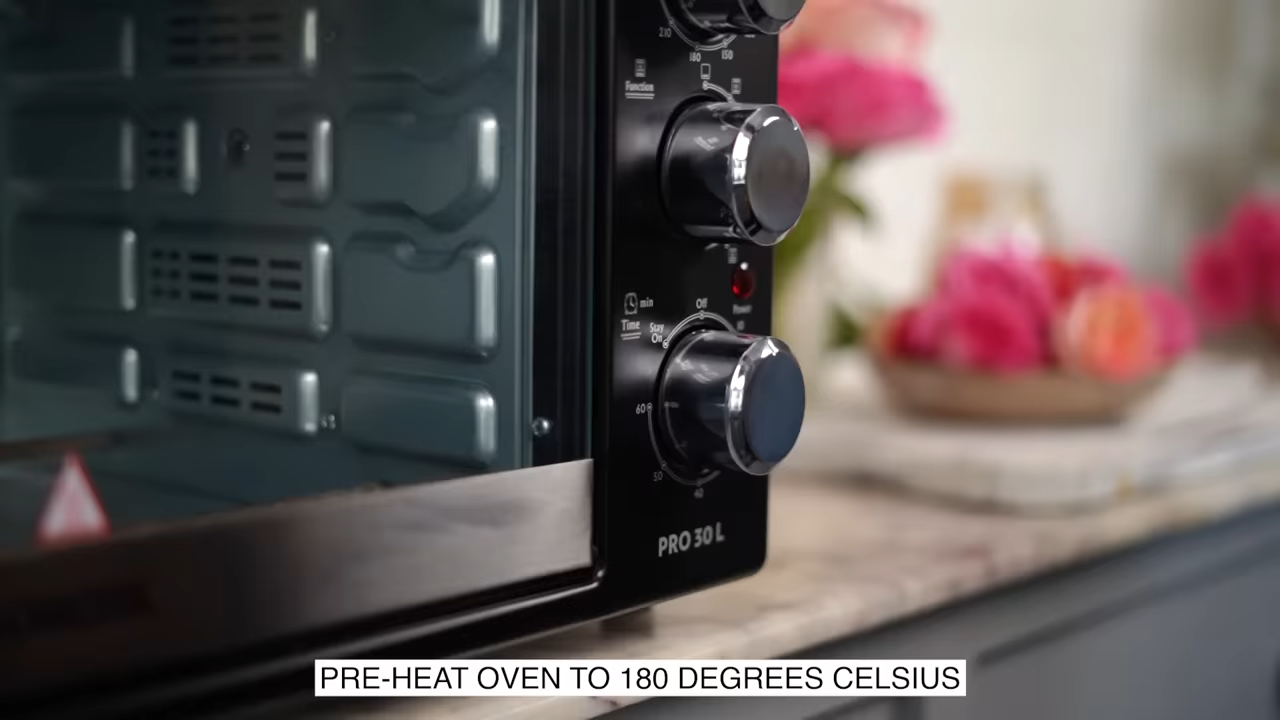 210
180 150
Function
min
Time
Off
Stay
On
Power
60
50
40
PRO 30 L
PRE-HEAT OVEN TO 180 DEGREES CELSIUS